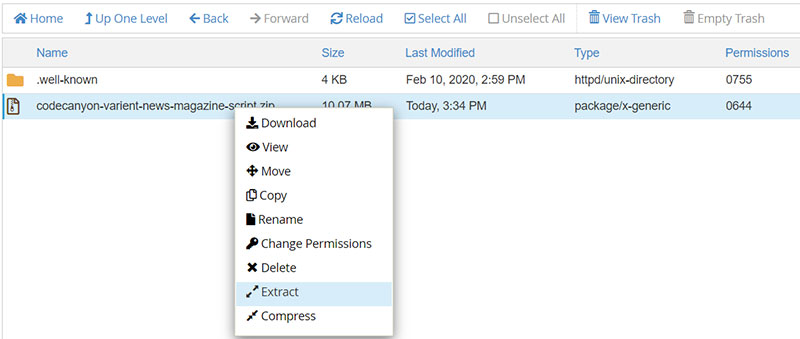 Home Up One Level Back Forward Reload Select All Unselect All View Trash Empty Trash
Name Size Last Modified Type Permissions
.well-known 4 KB Feb 10, 2020, 2:59 PM httpd/unix-directory 0755
codecanyon-varient-news-magazine-script.zip 10.07 MB Today, 3:34 PM package/x-generic 0644
Download
View
Move
Copy
Rename
Change Permissions
Delete
Extract
Compress